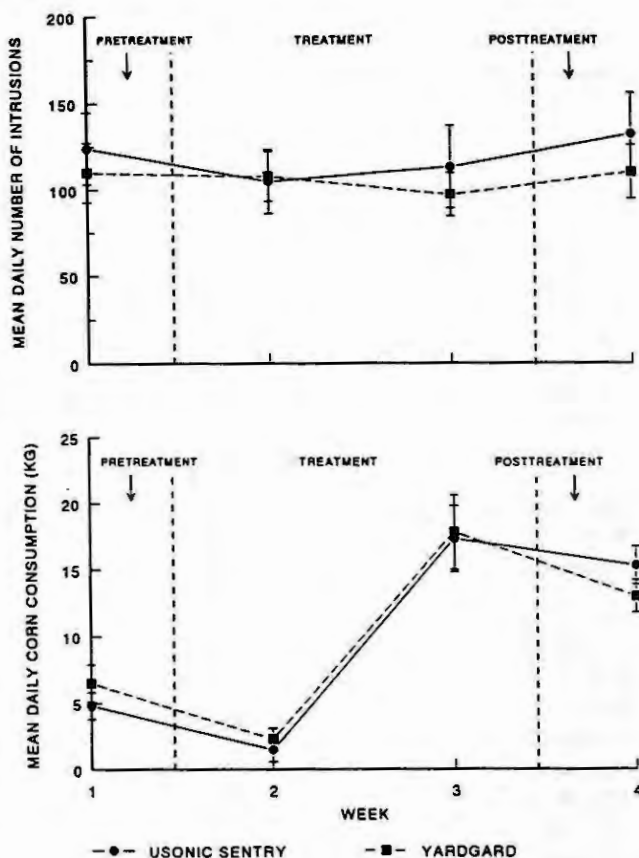 MEAN DAILY NUMBER OF INTRUSIONS
200
150
100
50
0
PRETREATMENT
TREATMENT
POSTTREATMENT
MEAN DAILY CORN CONSUMPTION (KG)
25
20
15
10
5
0
PRETREATMENT
TREATMENT
POSTTREATMENT
1 2 3 4
WEEK
USONIC SENTRY YARDGARD